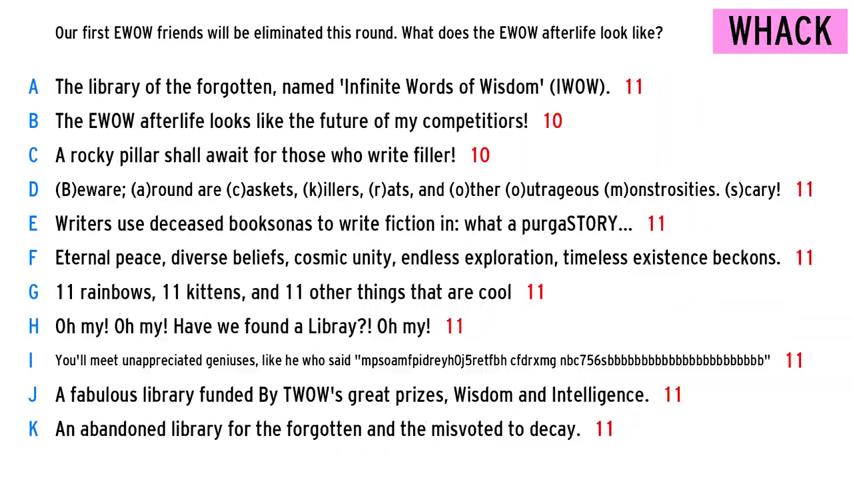 Our first EWOW friends will be eliminated this round. What does the EWOW afterlife look like?
WHACK
A The library of the forgotten, named 'Infinite Words of Wisdom' (IWOW). 11
B The EWOW afterlife looks like the future of my competitiors! 10
C A rocky pillar shall await for those who write filler! 10
D (B)eware; (a)round are (c)askets, (k)illers, (r)ats, and (o)ther (o)utrageous (m)onstrosities. (s)cary! 11
E Writers use deceased booksonas to write fiction in: what a purgaSTORY... 11
F Eternal peace, diverse beliefs, cosmic unity, endless exploration, timeless existence beckons. 11
G 11 rainbows, 11 kittens, and 11 other things that are cool 11
H Oh my! Oh my! Have we found a Libray?! Oh my! 11
I You'll meet unappreciated geniuses, like he who said "mpsoamfpidreyh0j5retfbh cfdrxmg nbc756sbbbbbbbbbbbbbbbbbbbbbbbb" 11
J A fabulous library funded By TWOW's great prizes, Wisdom and Intelligence. 11
K An abandoned library for the forgotten and the misvoted to decay. 11